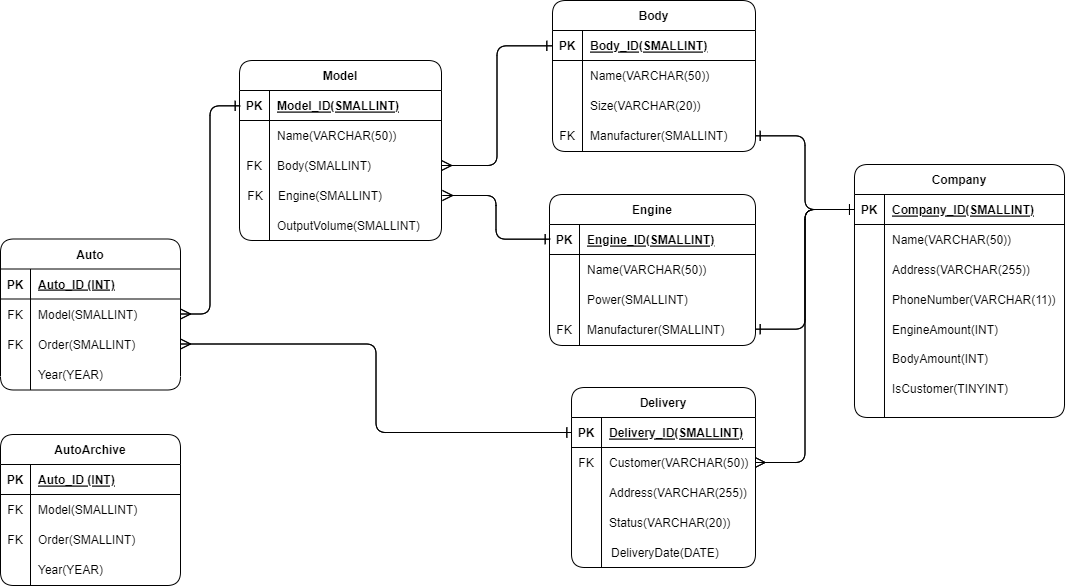 Body
PK Body_ID(SMALLINT)
Name(VARCHAR(50))
Size(VARCHAR(20))
FK Manufacturer(SMALLINT)
Model
PK Model_ID(SMALLINT)
Name(VARCHAR(50))
FK Body(SMALLINT)
FK Engine(SMALLINT)
OutputVolume(SMALLINT)
Company
PK Company_ID(SMALLINT)
Name(VARCHAR(50))
Address(VARCHAR(255))
PhoneNumber(VARCHAR(11))
EngineAmount(INT)
BodyAmount(INT)
IsCustomer(TINYINT)
Engine
PK Engine_ID(SMALLINT)
Name(VARCHAR(50))
Power(SMALLINT)
FK Manufacturer(SMALLINT)
Auto
PK Auto_ID (INT)
FK Model(SMALLINT)
FK Order(SMALLINT)
Year(YEAR)
Delivery
PK Delivery_ID(SMALLINT)
FK Customer(VARCHAR(50))
Address(VARCHAR(255))
Status(VARCHAR(20))
DeliveryDate(DATE)
AutoArchive
PK Auto_ID (INT)
FK Model(SMALLINT)
FK Order(SMALLINT)
Year(YEAR)